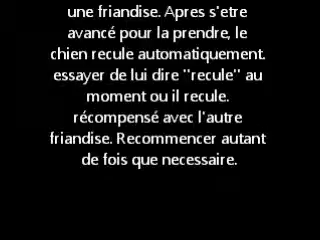 une friandise. Apres s'etre
avancé pour la prendre, le
chien recule automatiquement.
essayer de lui dire "recule" au
moment ou il recule.
récompensé avec l'autre
friandise. Recommencer autant
de fois que necessaire.